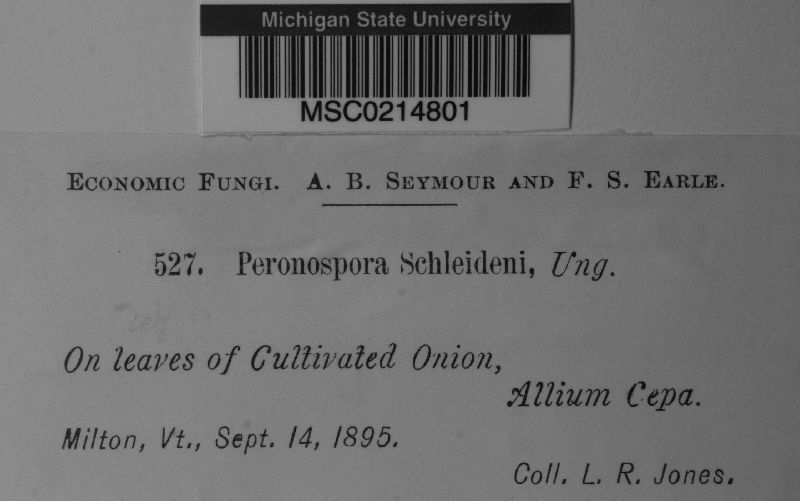 Michigan State University
MSC0214801
Economic Fungi. A. B. Seymour and F. S. Earle.
527. Peronospora Schleideni, Ung.
On leaves of Cultivated Onion,
Allium Cepa.
Milton, Vt., Sept. 14, 1895.
Coll. L. R. Jones.